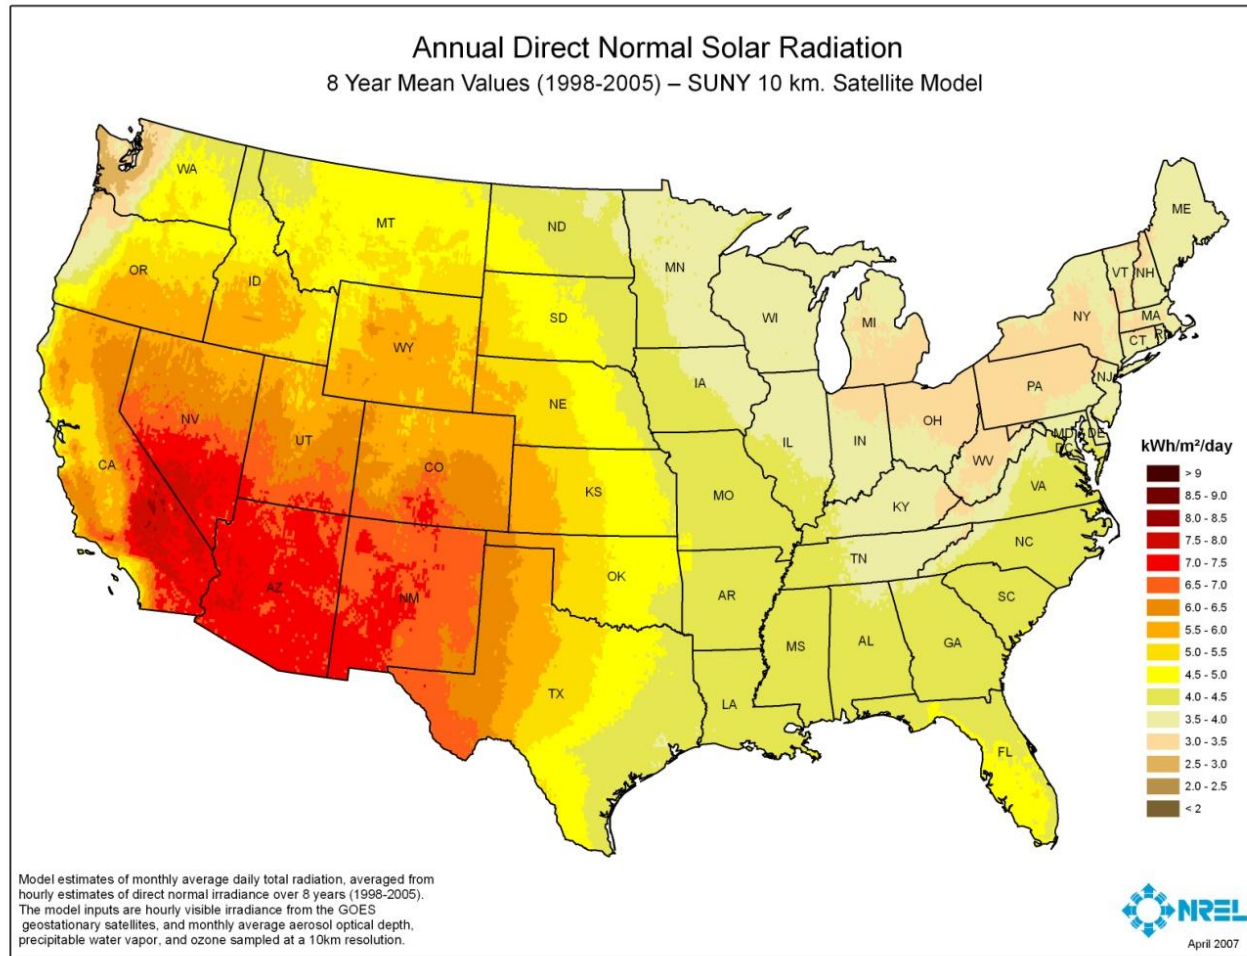 Annual Direct Normal Solar Radiation
8 Year Mean Values (1998-2005) – SUNY 10 km. Satellite Model
WA
MT
ND
MN
ME
OR
ID
WY
SD
WI
MI
VT
NH
NY
MA
CT
RI
NV
UT
CO
NE
IA
IL
IN
OH
PA
NJ
MD
DE
DC
WV
VA
CA
KS
MO
KY
AZ
NM
OK
AR
TN
NC
SC
TX
LA
MS
AL
GA
FL
kWh/m²/day
> 9
8.5 - 9.0
8.0 - 8.5
7.5 - 8.0
7.0 - 7.5
6.5 - 7.0
6.0 - 6.5
5.5 - 6.0
5.0 - 5.5
4.5 - 5.0
4.0 - 4.5
3.5 - 4.0
3.0 - 3.5
2.5 - 3.0
2.0 - 2.5
< 2
Model estimates of monthly average daily total radiation, averaged from
hourly estimates of direct normal irradiance over 8 years (1998-2005).
The model inputs are hourly visible irradiance from the GOES
geostationary satellites, and monthly average aerosol optical depth,
precipitable water vapor, and ozone sampled at a 10km resolution.
NREL
April 2007